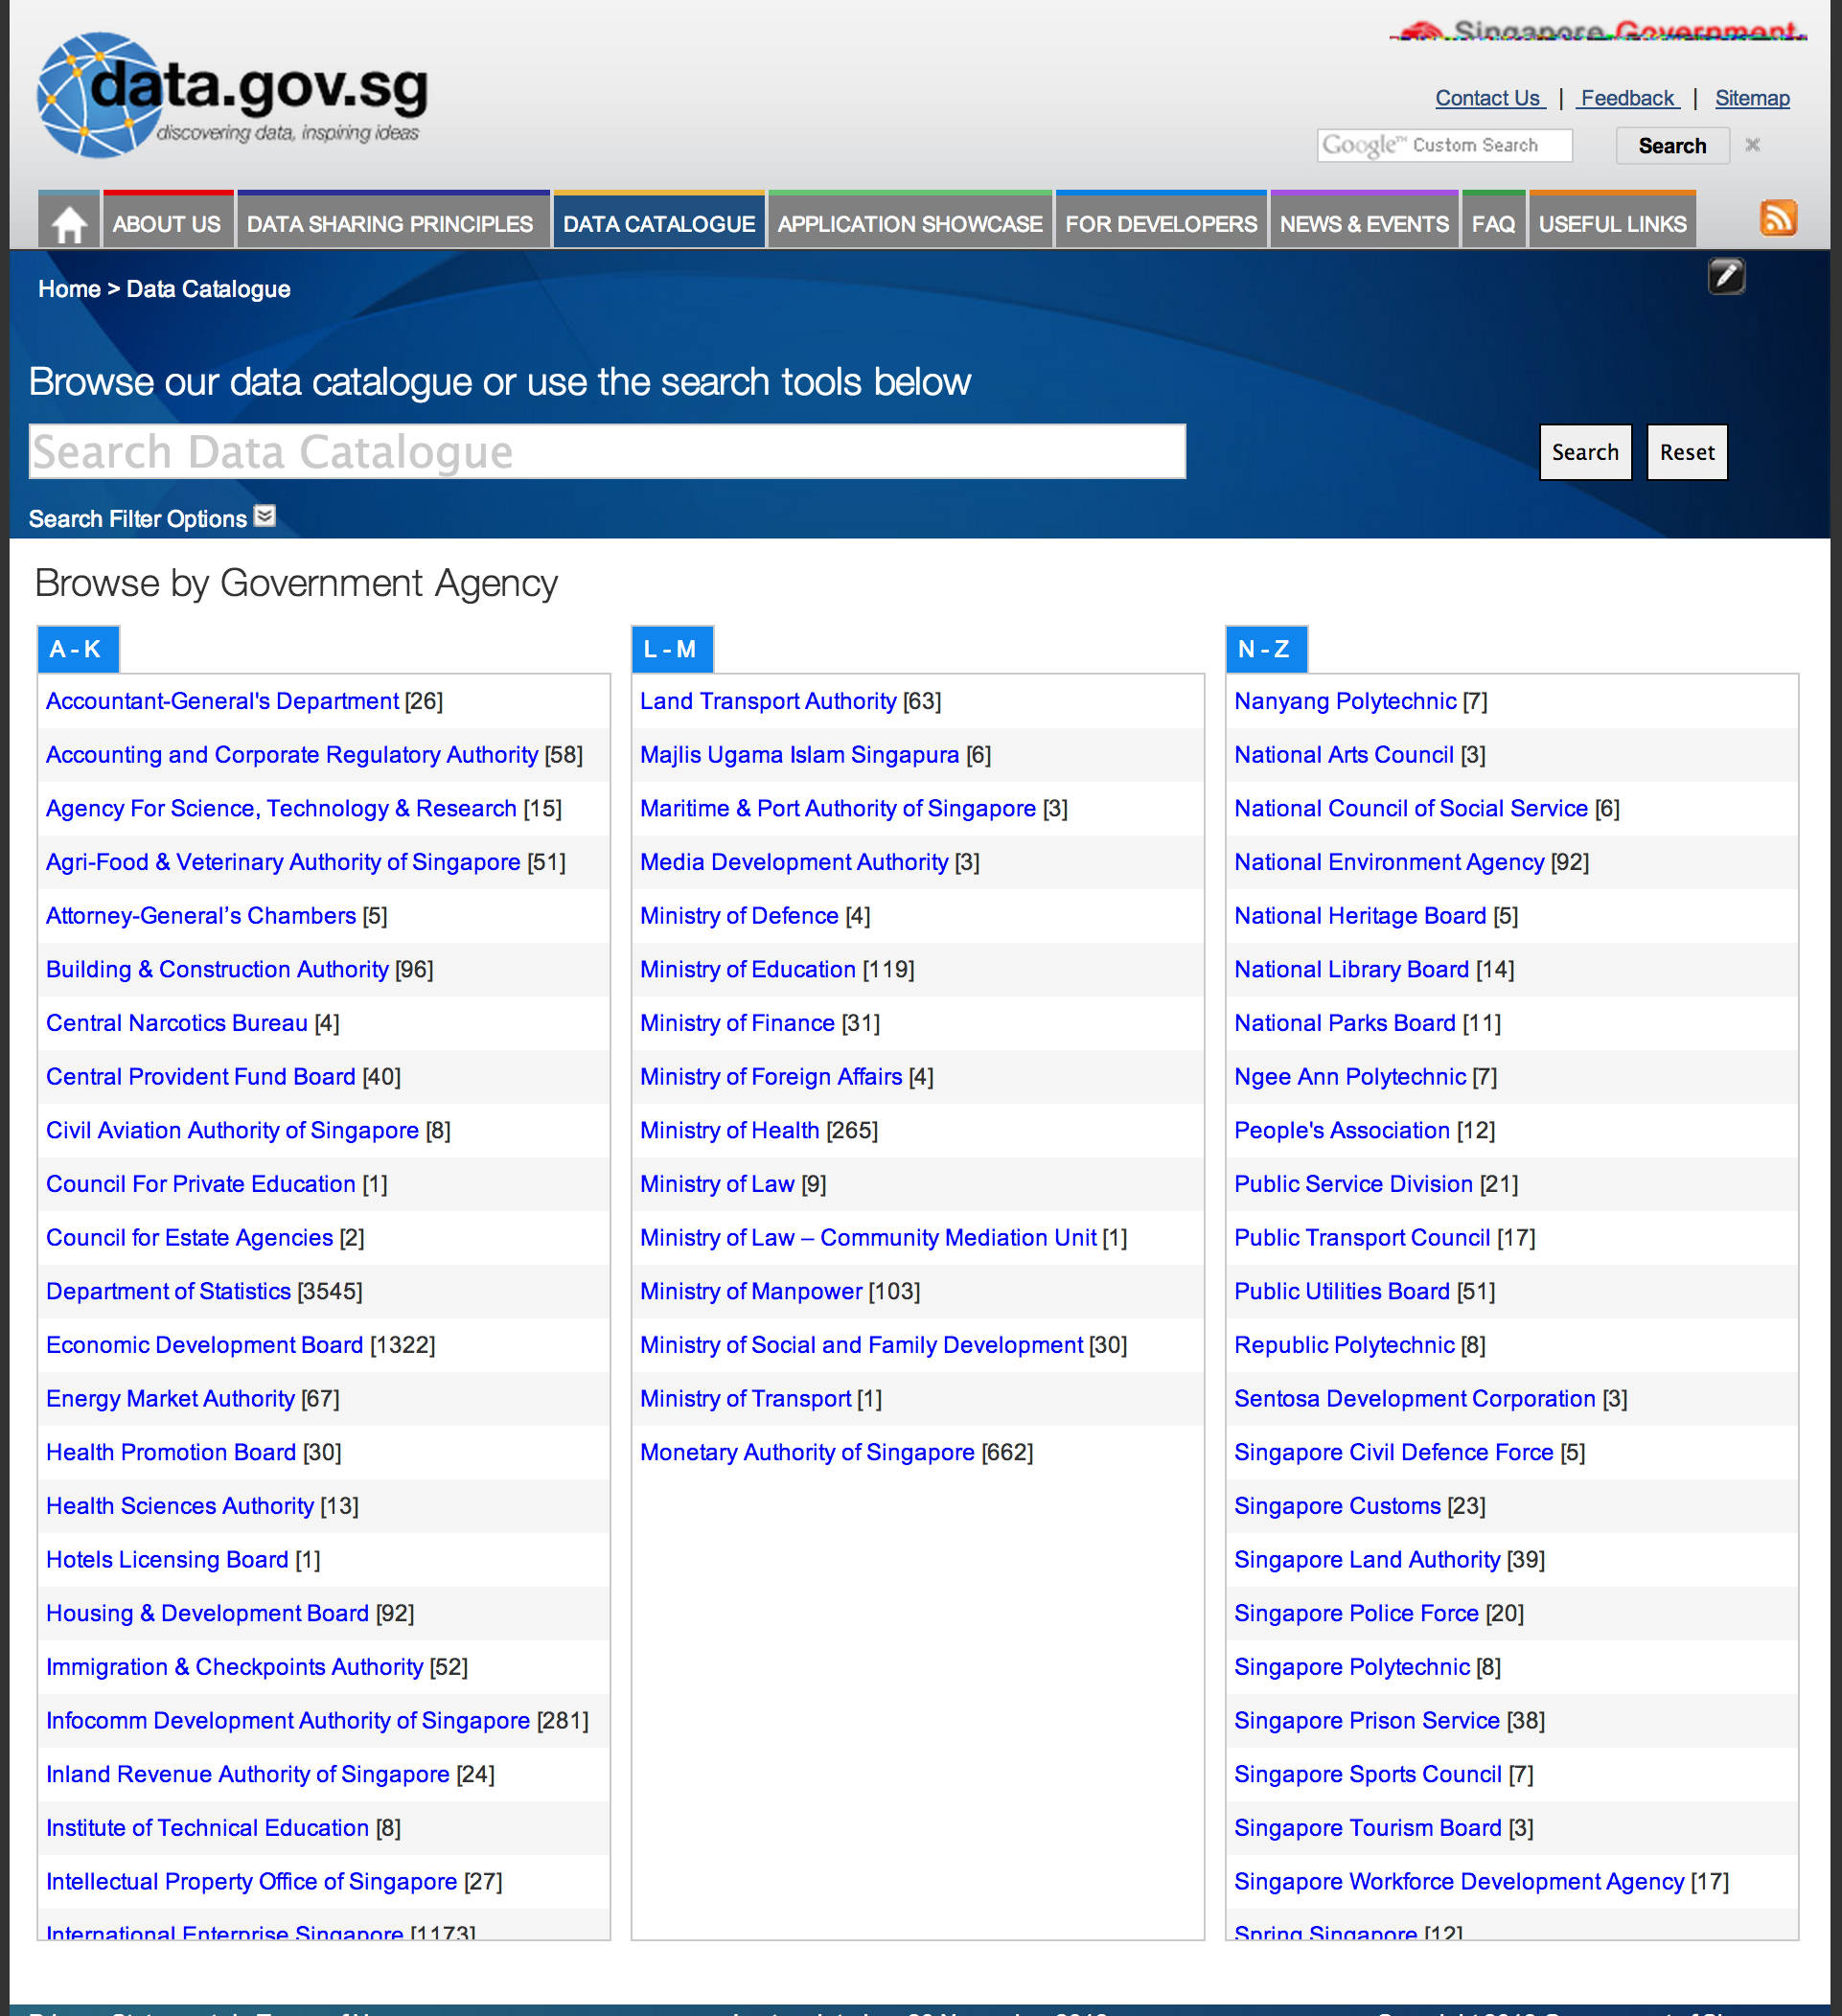 Singapore Government
data.gov.sg
discovering data, inspiring ideas
Contact Us | Feedback | Sitemap
Google™ Custom Search Search
ABOUT US DATA SHARING PRINCIPLES DATA CATALOGUE APPLICATION SHOWCASE FOR DEVELOPERS NEWS & EVENTS FAQ USEFUL LINKS
Home > Data Catalogue
Browse our data catalogue or use the search tools below
Search Data Catalogue Search Reset
Search Filter Options
Browse by Government Agency
A - K
Accountant-General's Department [26]
Accounting and Corporate Regulatory Authority [58]
Agency For Science, Technology & Research [15]
Agri-Food & Veterinary Authority of Singapore [51]
Attorney-General’s Chambers [5]
Building & Construction Authority [96]
Central Narcotics Bureau [4]
Central Provident Fund Board [40]
Civil Aviation Authority of Singapore [8]
Council For Private Education [1]
Council for Estate Agencies [2]
Department of Statistics [3545]
Economic Development Board [1322]
Energy Market Authority [67]
Health Promotion Board [30]
Health Sciences Authority [13]
Hotels Licensing Board [1]
Housing & Development Board [92]
Immigration & Checkpoints Authority [52]
Infocomm Development Authority of Singapore [281]
Inland Revenue Authority of Singapore [24]
Institute of Technical Education [8]
Intellectual Property Office of Singapore [27]
International Enterprise Singapore [1173]
L - M
Land Transport Authority [63]
Majlis Ugama Islam Singapura [6]
Maritime & Port Authority of Singapore [3]
Media Development Authority [3]
Ministry of Defence [4]
Ministry of Education [119]
Ministry of Finance [31]
Ministry of Foreign Affairs [4]
Ministry of Health [265]
Ministry of Law [9]
Ministry of Law – Community Mediation Unit [1]
Ministry of Manpower [103]
Ministry of Social and Family Development [30]
Ministry of Transport [1]
Monetary Authority of Singapore [662]
N - Z
Nanyang Polytechnic [7]
National Arts Council [3]
National Council of Social Service [6]
National Environment Agency [92]
National Heritage Board [5]
National Library Board [14]
National Parks Board [11]
Ngee Ann Polytechnic [7]
People's Association [12]
Public Service Division [21]
Public Transport Council [17]
Public Utilities Board [51]
Republic Polytechnic [8]
Sentosa Development Corporation [3]
Singapore Civil Defence Force [5]
Singapore Customs [23]
Singapore Land Authority [39]
Singapore Police Force [20]
Singapore Polytechnic [8]
Singapore Prison Service [38]
Singapore Sports Council [7]
Singapore Tourism Board [3]
Singapore Workforce Development Agency [17]
Spring Singapore [12]